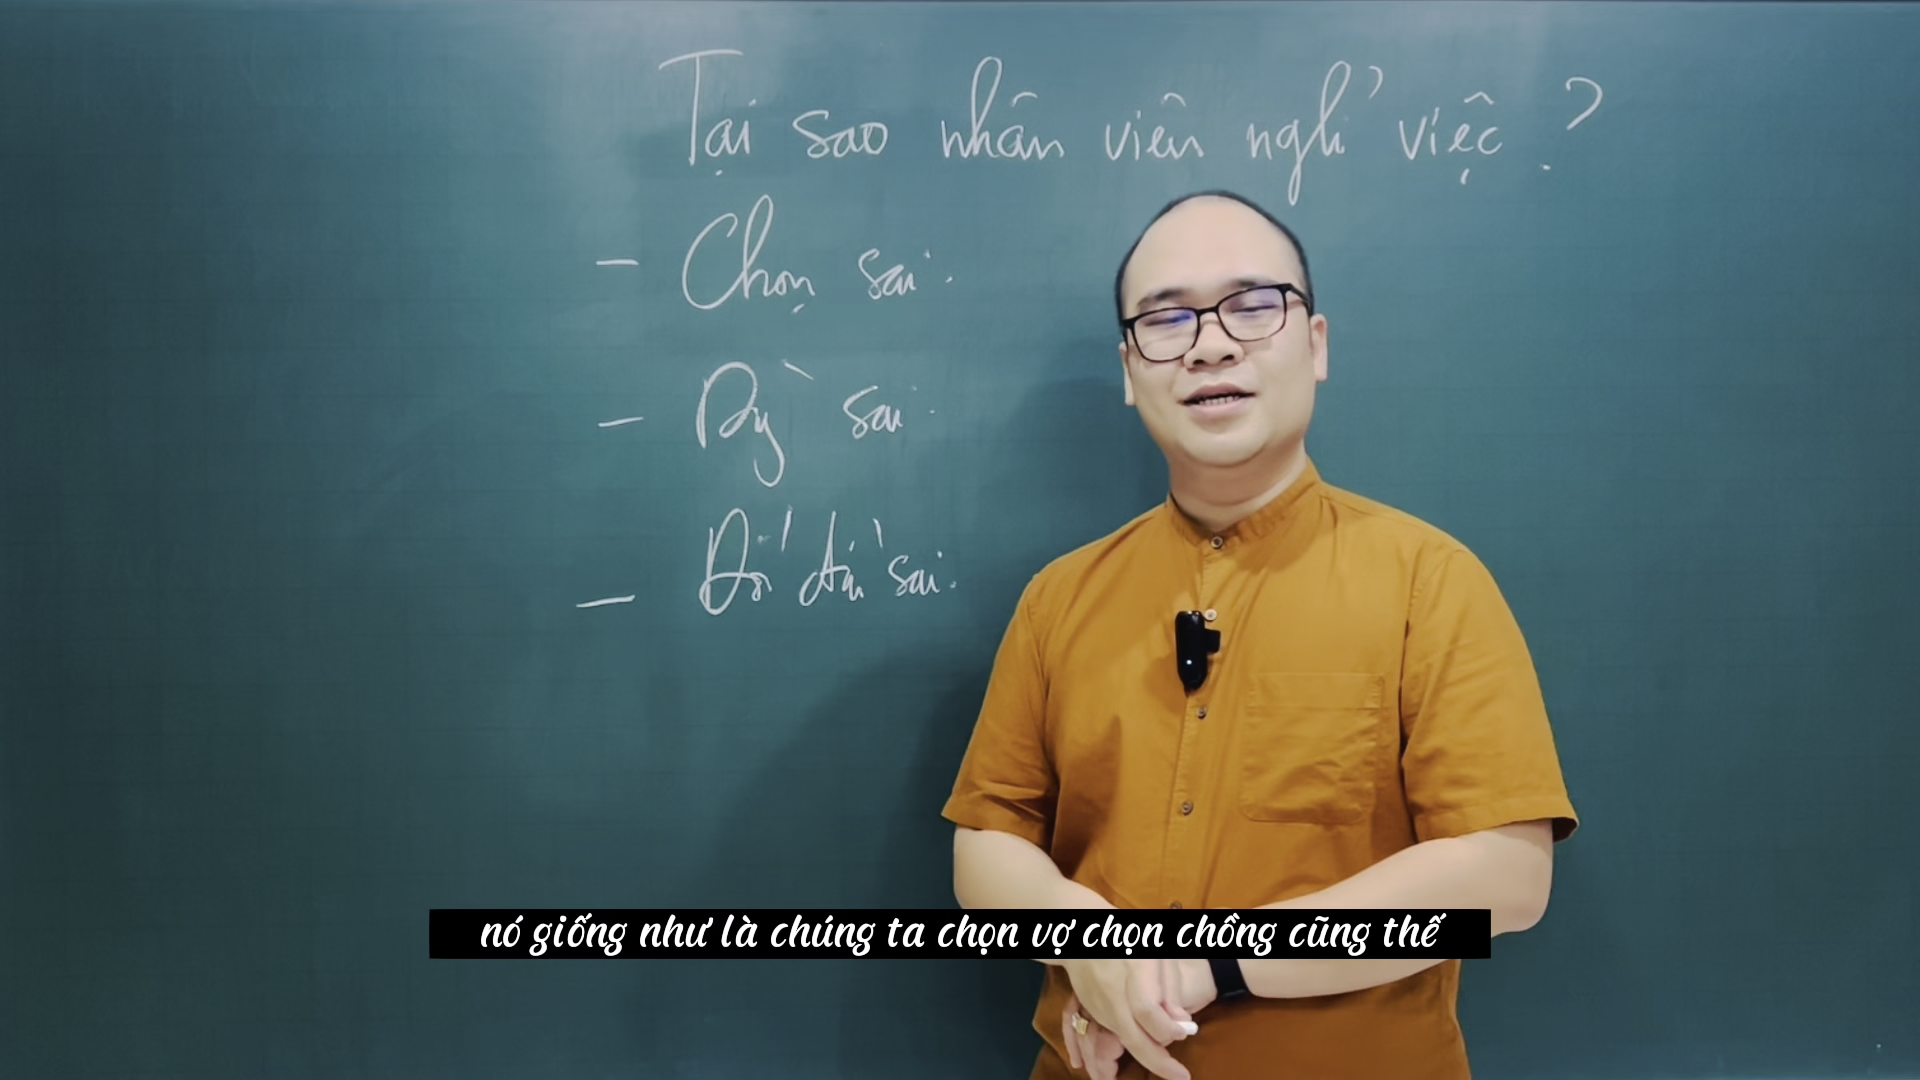 Tại sao nhân viên nghỉ việc ?
- Chọn sai.
- Dùng sai.
- Đối đãi sai.
nó giống như là chúng ta chọn vợ chọn chồng cũng thế